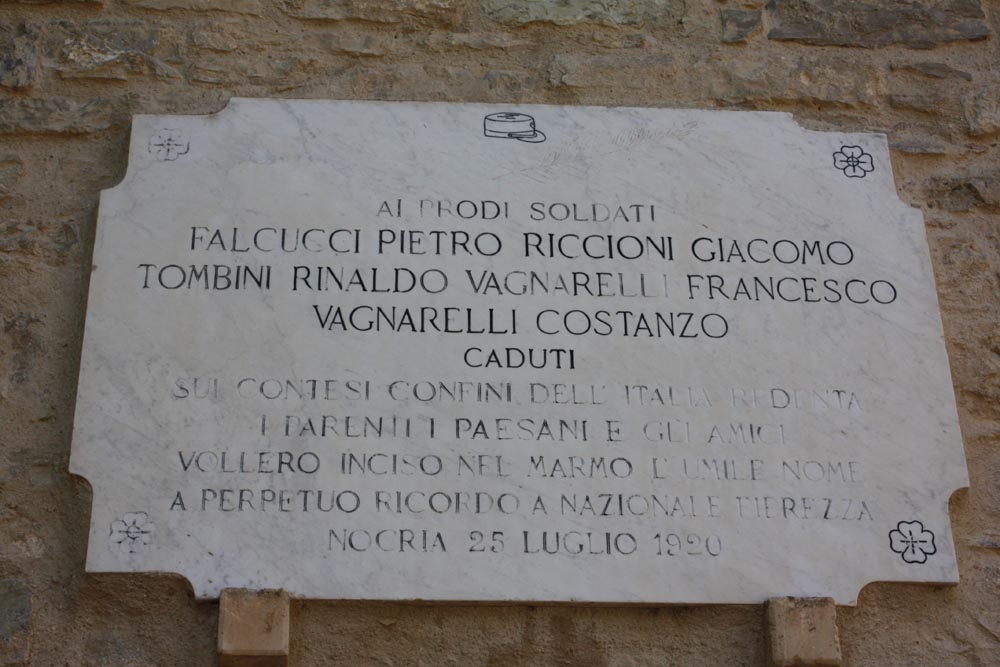 AI PRODI SOLDATI
FALCUCCI PIETRO RICCIONI GIACOMO
TOMBINI RINALDO VAGNARELLI FRANCESCO
VAGNARELLI COSTANZO
CADUTI
SUI CONTESI CONFINI DELL'ITALIA REDENTA
I PARENTI I PAESANI E GLI AMICI
VOLLERO INCISO NEL MARMO L'UMILE NOME
A PERPETUO RICORDO A NAZIONALE FIEREZZA
NOCRIA 25 LUGLIO 1920